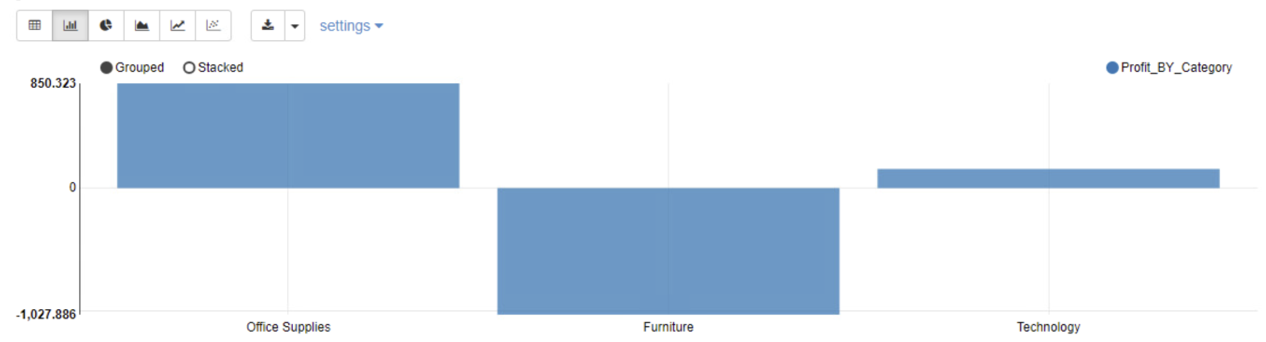 settings
Grouped Stacked Profit_BY_Category
850.323
0
-1,027.886
Office Supplies Furniture Technology